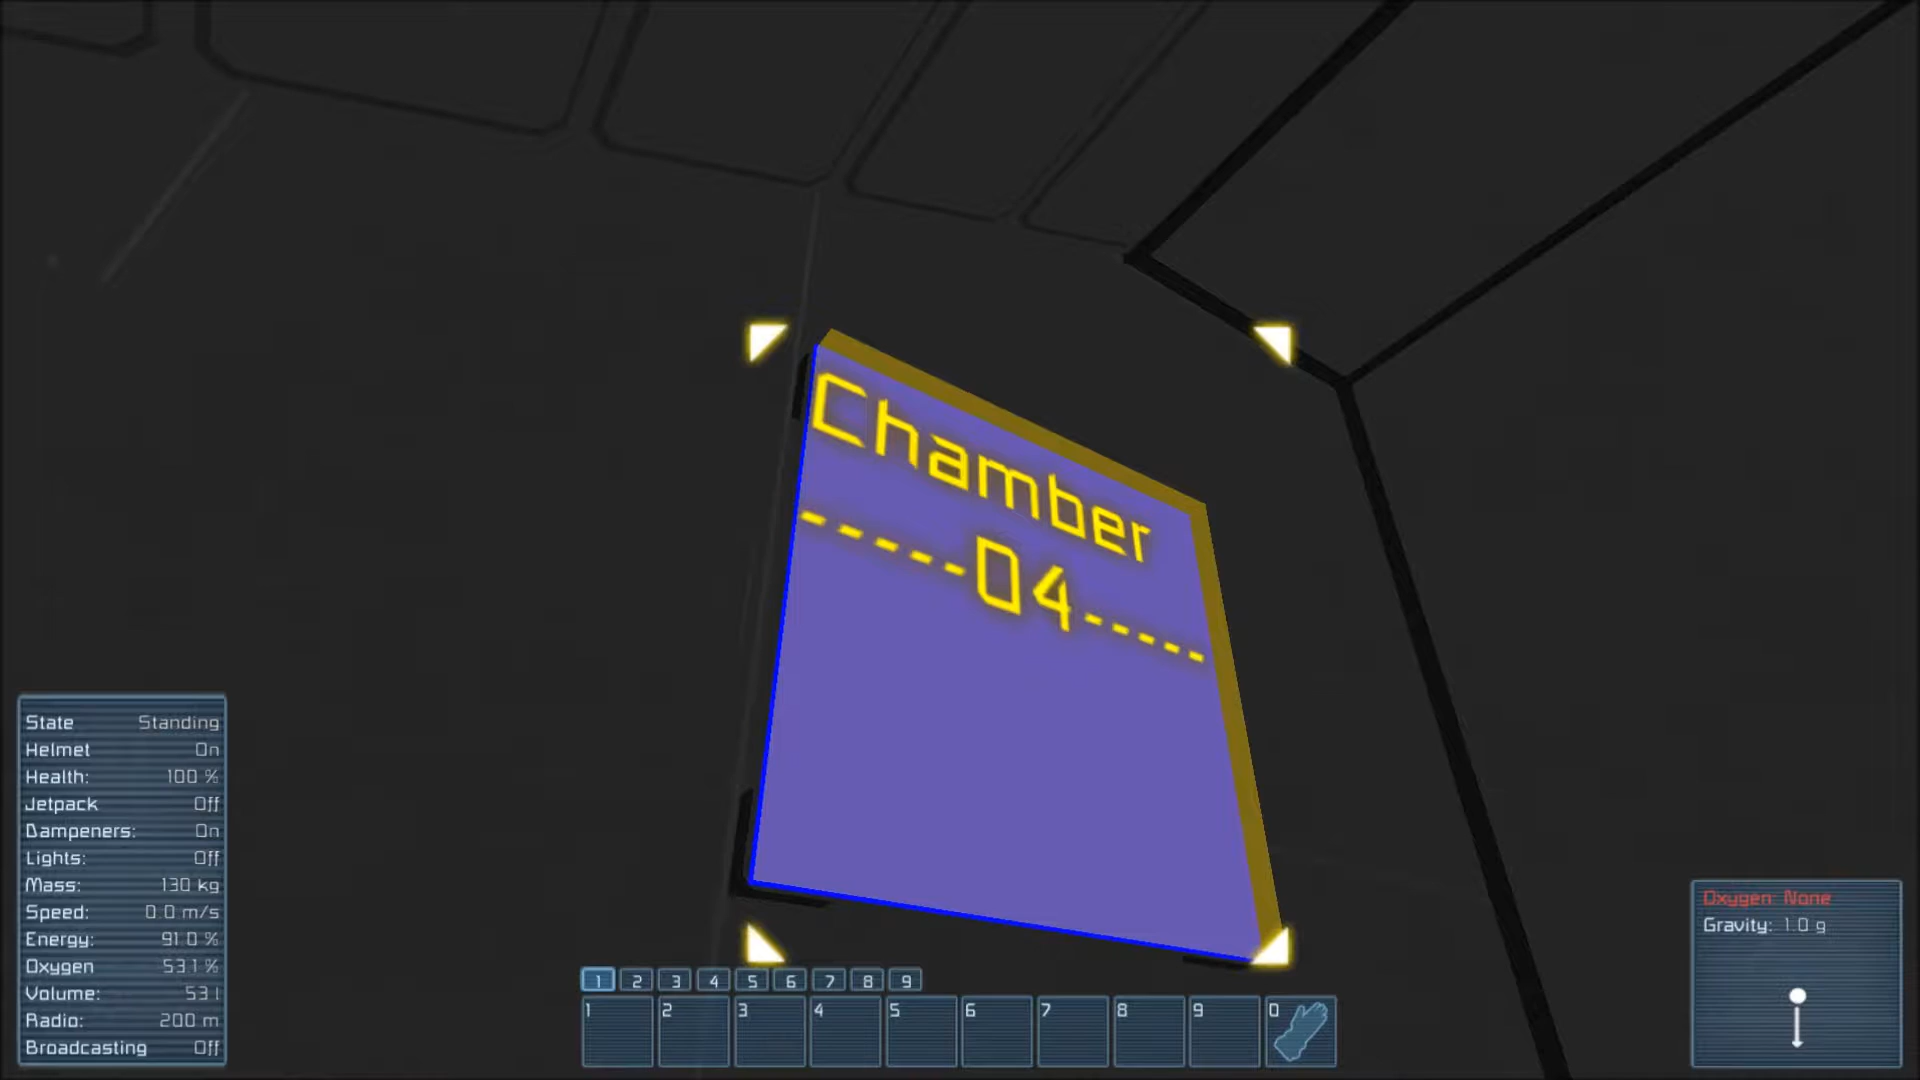 Chamber
-----04-----
State Standing
Helmet On
Health: 100 %
Jetpack Off
Dampeners: On
Lights: Off
Mass: 130 kg
Speed: 0.0 m/s
Energy: 91.0 %
Oxygen 53.1 %
Volume: 53 l
Radio: 200 m
Broadcasting Off
1 2 3 4 5 6 7 8 9
1 2 3 4 5 6 7 8 9 0
Oxygen: None
Gravity: 1.0 g